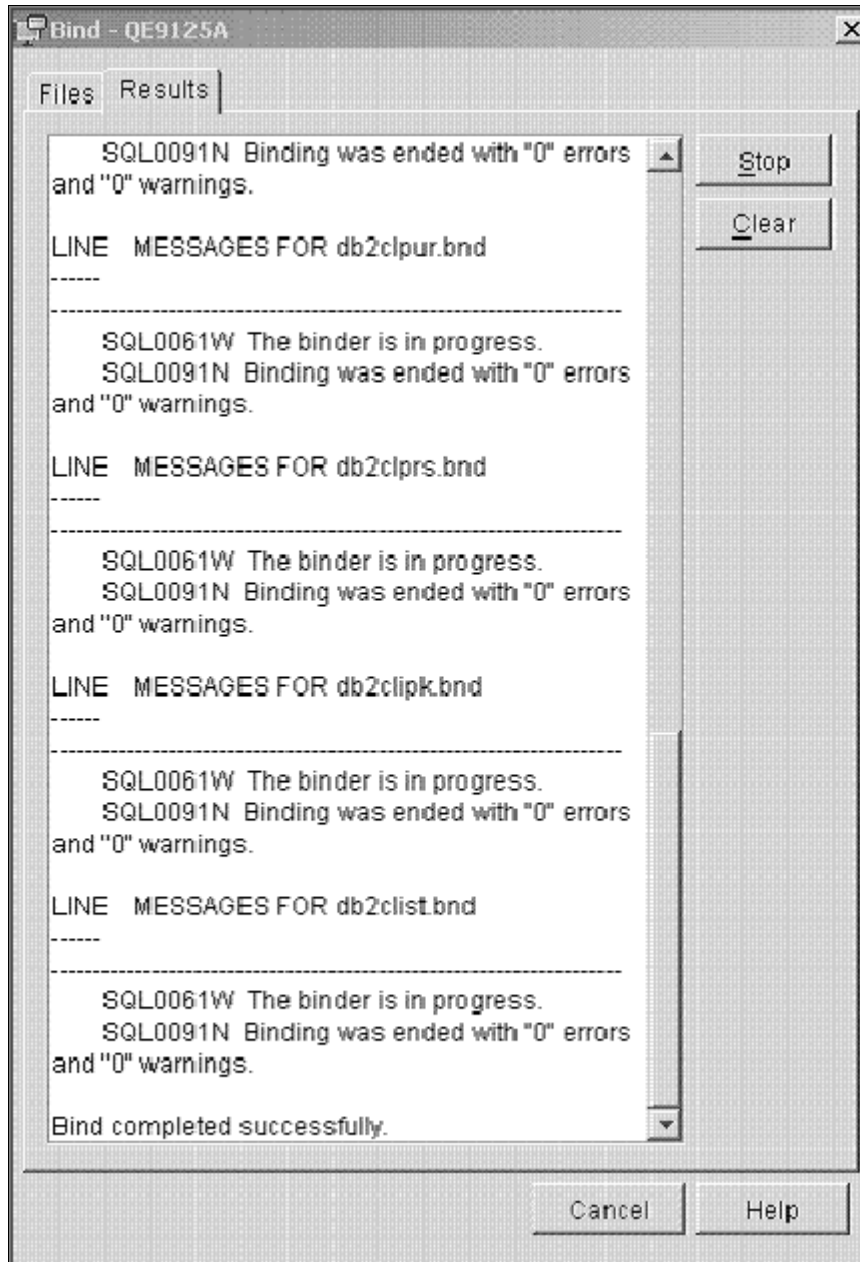 Bind - QE9125A
Files
Results
SQL0091N Binding was ended with "0" errors
and "0" warnings.
LINE MESSAGES FOR db2clpur.bnd
------
----------------------------------------------------------------------
SQL0061W The binder is in progress.
SQL0091N Binding was ended with "0" errors
and "0" warnings.
LINE MESSAGES FOR db2clprs.bnd
------
----------------------------------------------------------------------
SQL0061W The binder is in progress.
SQL0091N Binding was ended with "0" errors
and "0" warnings.
LINE MESSAGES FOR db2clipk.bnd
------
----------------------------------------------------------------------
SQL0061W The binder is in progress.
SQL0091N Binding was ended with "0" errors
and "0" warnings.
LINE MESSAGES FOR db2clist.bnd
------
----------------------------------------------------------------------
SQL0061W The binder is in progress.
SQL0091N Binding was ended with "0" errors
and "0" warnings.
Bind completed successfully.
Stop
Clear
Cancel
Help